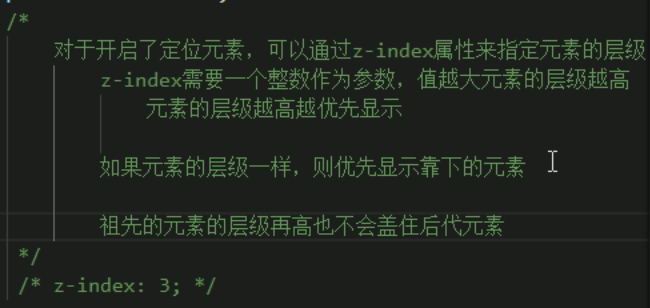 /*
对于开启了定位元素，可以通过z-index属性来指定元素的层级
z-index需要一个整数作为参数，值越大元素的层级越高
元素的层级越高越优先显示
如果元素的层级一样，则优先显示靠下的元素
祖先的元素的层级再高也不会盖住后代元素
*/
/* z-index: 3; */